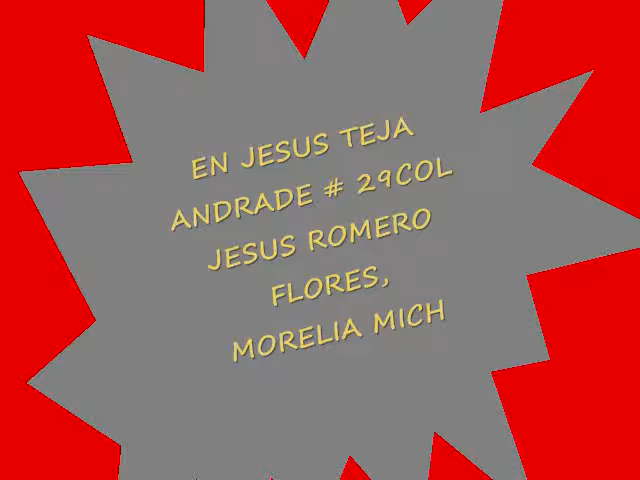 EN JESUS TEJA
ANDRADE # 29COL
JESUS ROMERO
FLORES,
MORELIA MICH